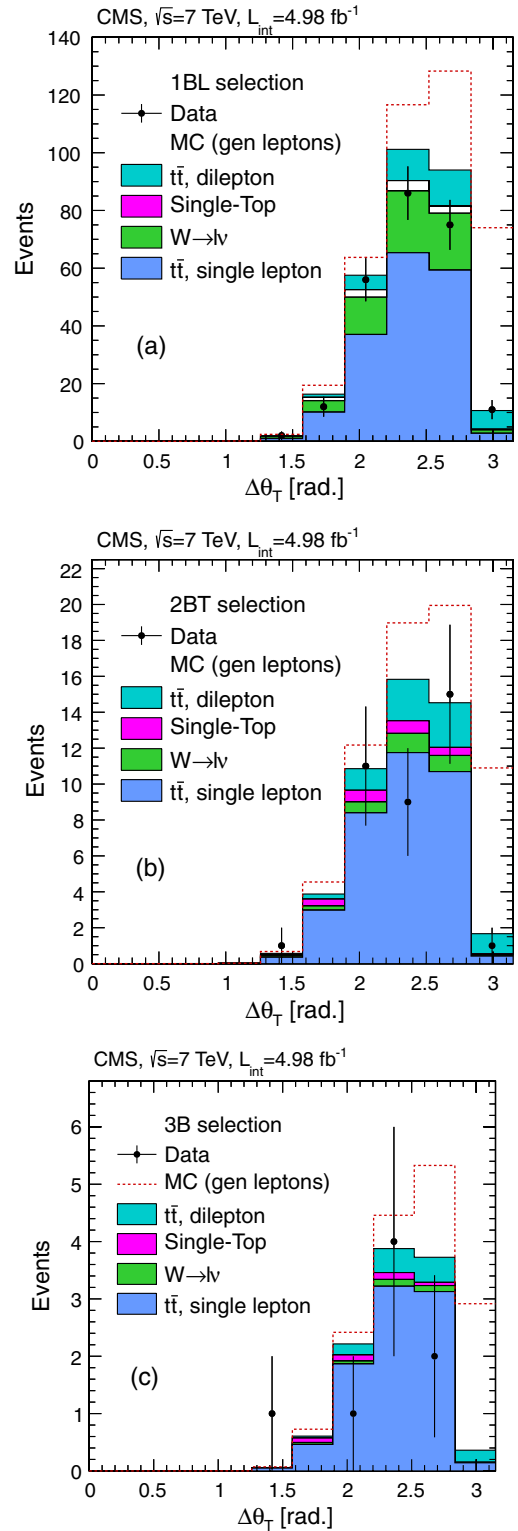 CMS, √s=7 TeV, L_int=4.98 fb⁻¹
140
120
100
80
60
40
20
0
Events
1BL selection
Data
MC (gen leptons)
tt̄, dilepton
Single-Top
W→lν
tt̄, single lepton
(a)
0 0.5 1 1.5 2 2.5 3
Δθ_T [rad.]
CMS, √s=7 TeV, L_int=4.98 fb⁻¹
22
20
18
16
14
12
10
8
6
4
2
0
Events
2BT selection
Data
MC (gen leptons)
tt̄, dilepton
Single-Top
W→lν
tt̄, single lepton
(b)
0 0.5 1 1.5 2 2.5 3
Δθ_T [rad.]
CMS, √s=7 TeV, L_int=4.98 fb⁻¹
6
5
4
3
2
1
0
Events
3B selection
Data
MC (gen leptons)
tt̄, dilepton
Single-Top
W→lν
tt̄, single lepton
(c)
0 0.5 1 1.5 2 2.5 3
Δθ_T [rad.]